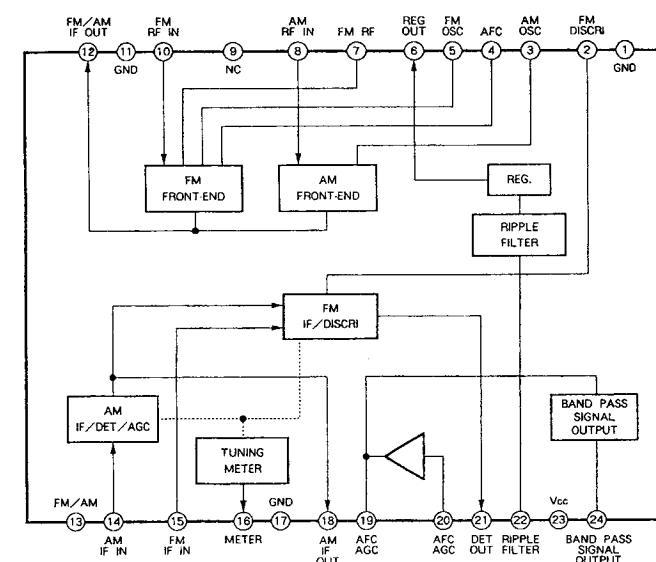 FM/AM
IF OUT
FM
RF IN
AM
RF IN
FM RF
REG
OUT
FM
OSC
AFC
AM
OSC
FM
DISCRI
12
11
10
9
8
7
6
5
4
3
2
1
GND
NC
GND
FM
FRONT-END
AM
FRONT-END
REG.
RIPPLE
FILTER
FM
IF/DISCRI
AM
IF/DET/AGC
TUNING
METER
BAND PASS
SIGNAL
OUTPUT
FM/AM
GND
Vcc
13
14
15
16
17
18
19
20
21
22
23
24
AM
IF IN
FM
IF IN
METER
AM
IF
OUT
AFC
AGC
AFC
AGC
DET
OUT
RIPPLE
FILTER
BAND PASS
SIGNAL
OUTPUT